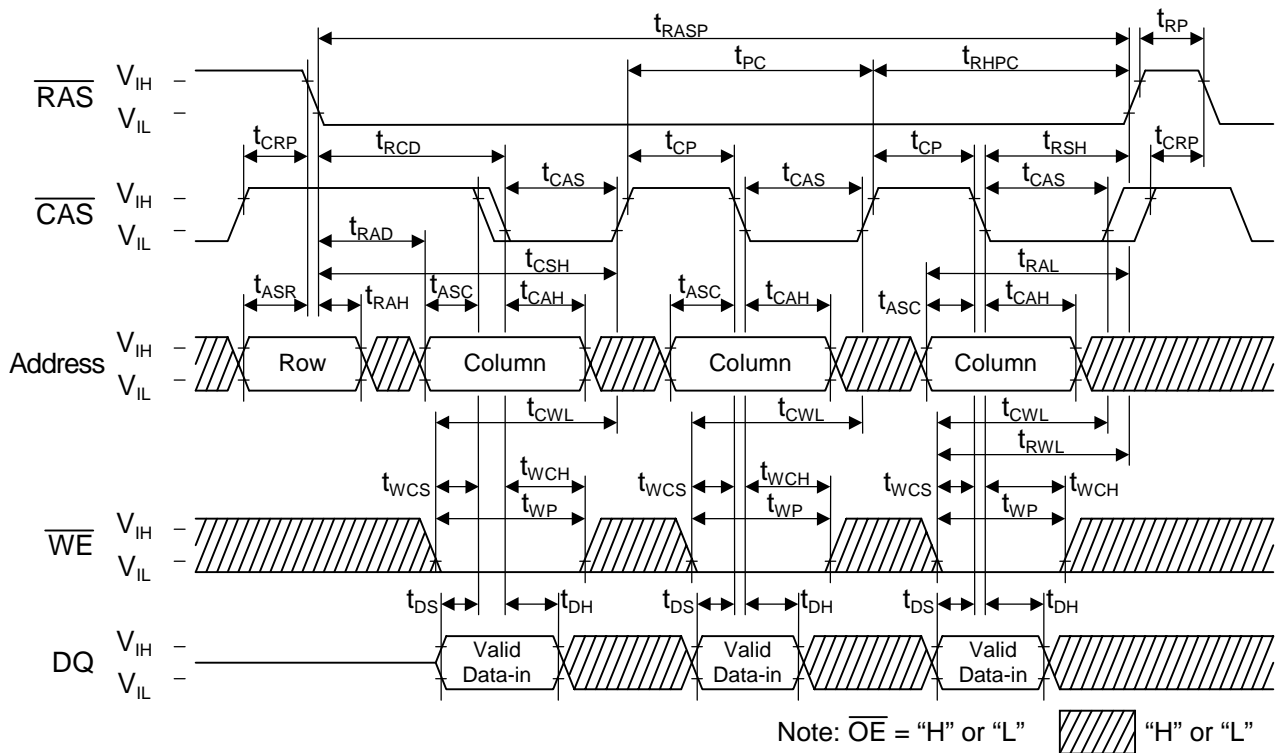 tRASP tRP
tPC tRHPC
RAS VIH
VIL
tCRP tRCD tCP tCP tRSH tCRP
tCAS tCAS tCAS
CAS VIH
VIL
tRAD
tCSH tRAL
tASR tRAH tASC tCAH tASC tCAH tASC tCAH
Address VIH
VIL
Row Column Column Column
tCWL tCWL tCWL
tRWL
tWCS tWCH tWCS tWCH tWCS tWCH
tWP tWP tWP
WE VIH
VIL
tDS tDH tDS tDH tDS tDH
DQ VIH
VIL
Valid Data-in Valid Data-in Valid Data-in
Note: OE = “H” or “L” “H” or “L”